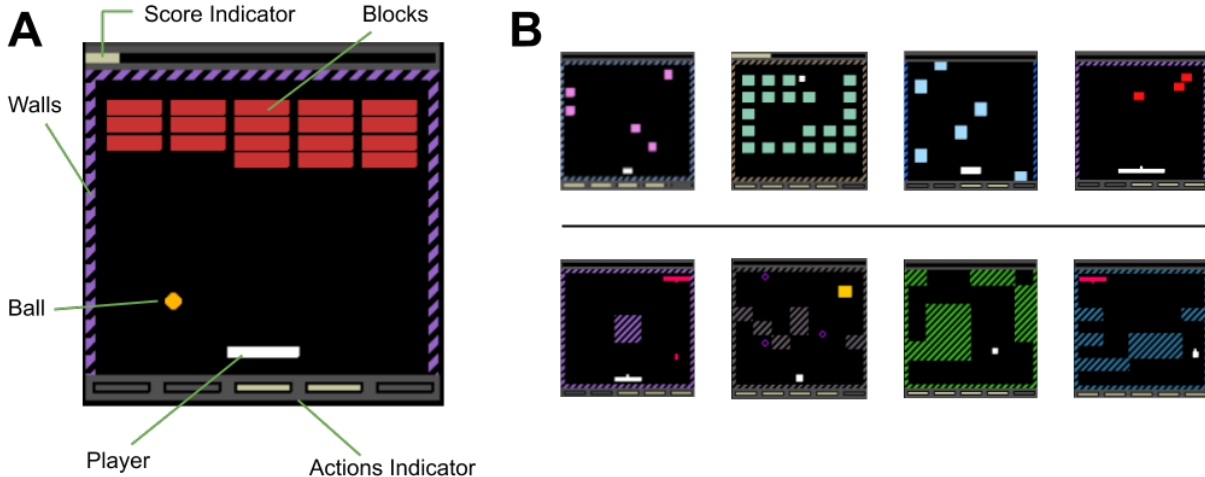 A
Score Indicator
Blocks
B
Walls
Ball
Player
Actions Indicator